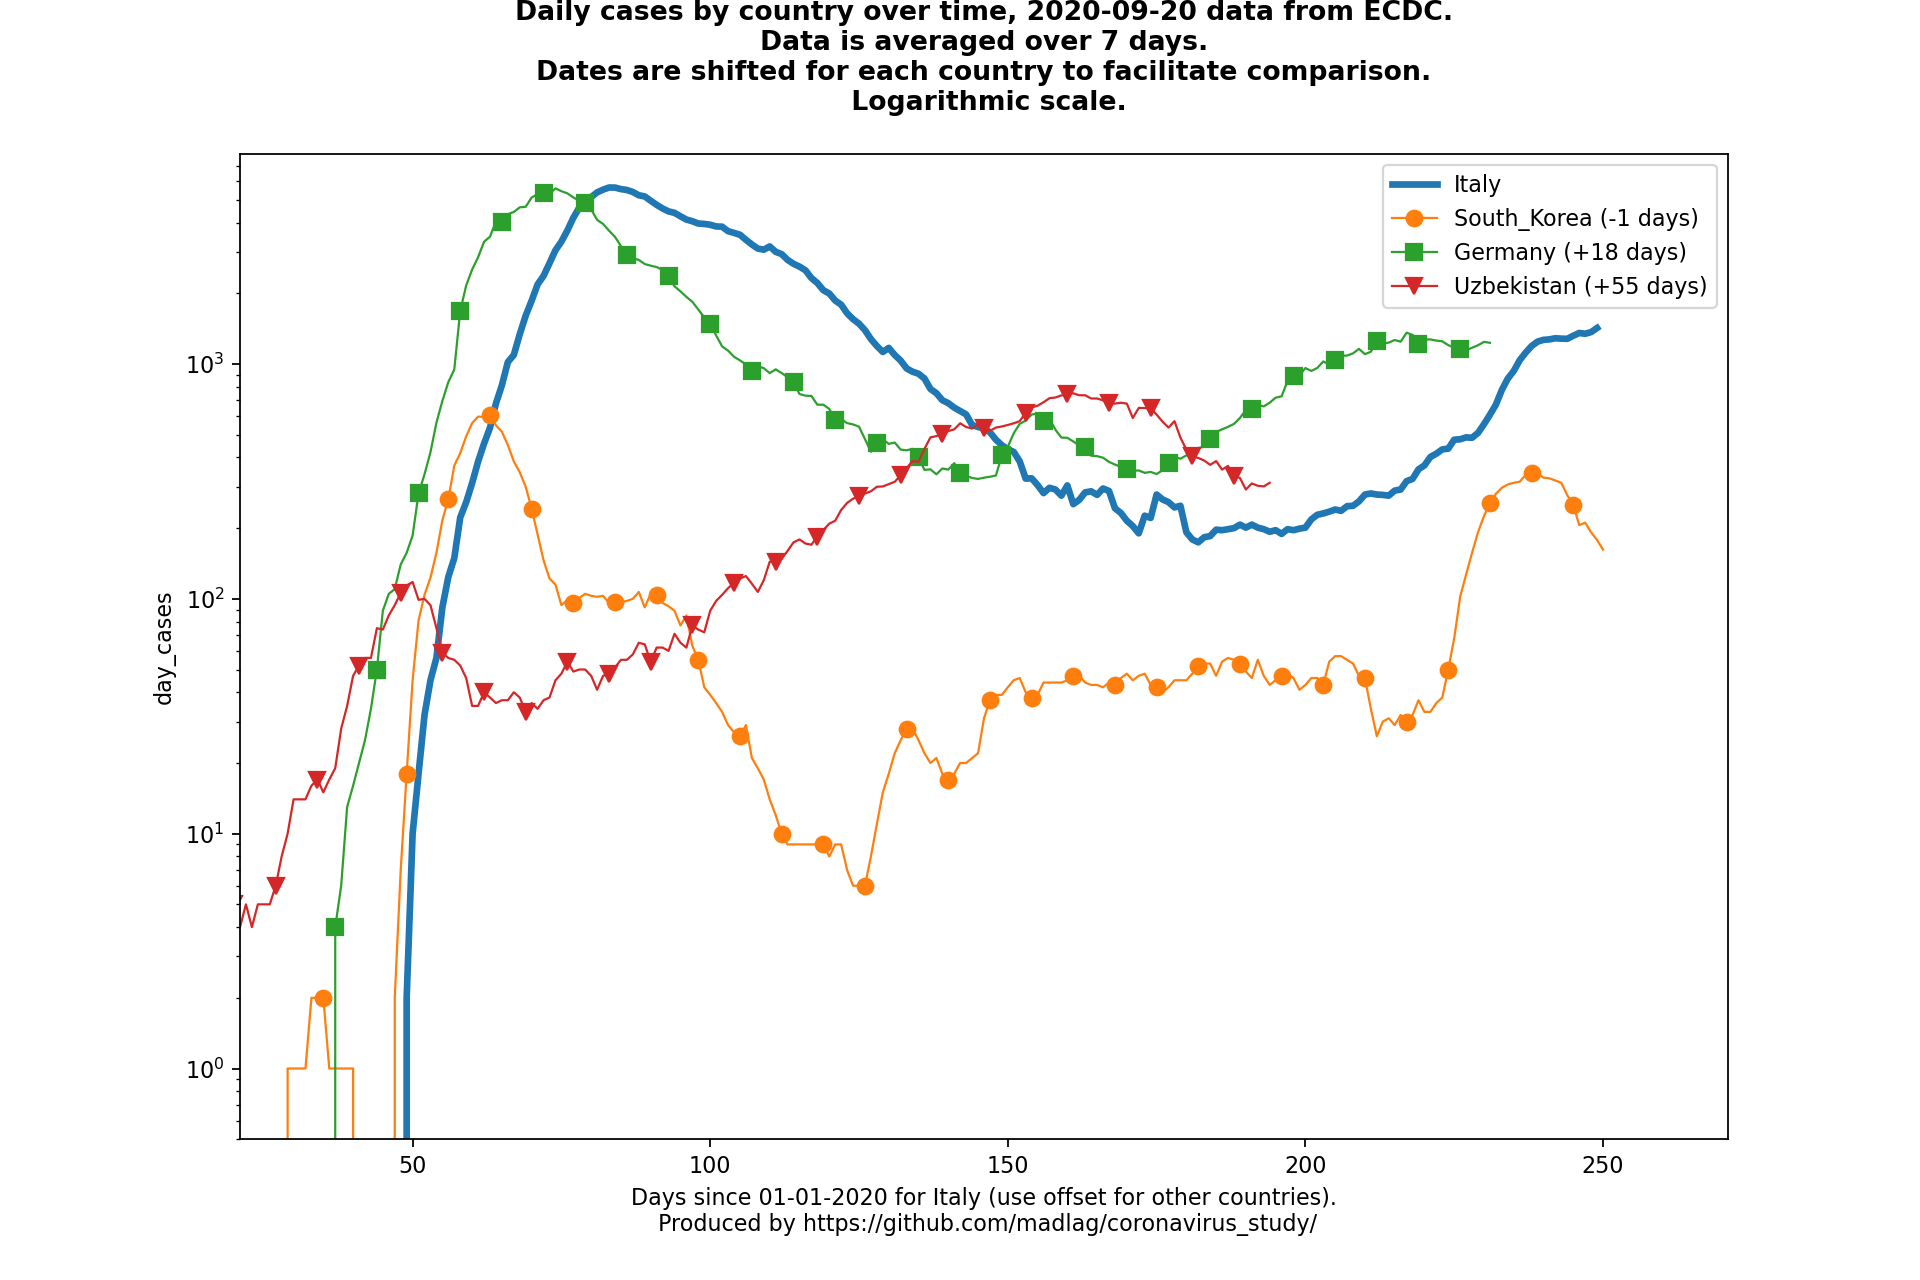 Daily cases by country over time, 2020-09-20 data from ECDC.
Data is averaged over 7 days.
Dates are shifted for each country to facilitate comparison.
Logarithmic scale.
Italy
South_Korea (-1 days)
Germany (+18 days)
Uzbekistan (+55 days)
day_cases
10³
10²
10¹
10⁰
50 100 150 200 250
Days since 01-01-2020 for Italy (use offset for other countries).
Produced by https://github.com/madlag/coronavirus_study/